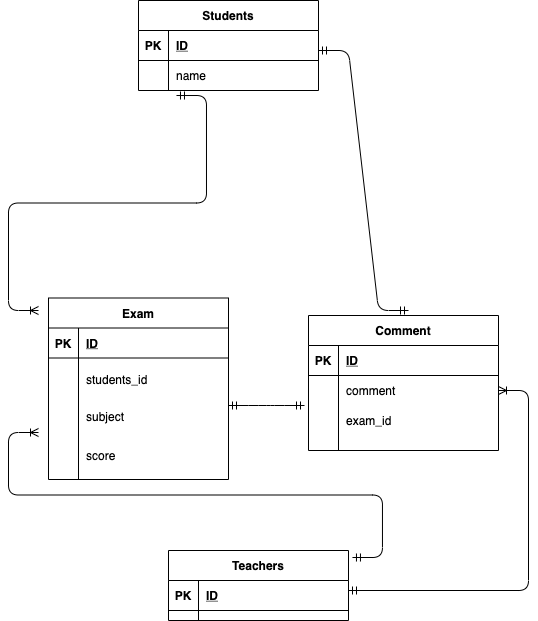 Students
PK ID
name
Exam
PK ID
students_id
subject
score
Comment
PK ID
comment
exam_id
Teachers
PK ID